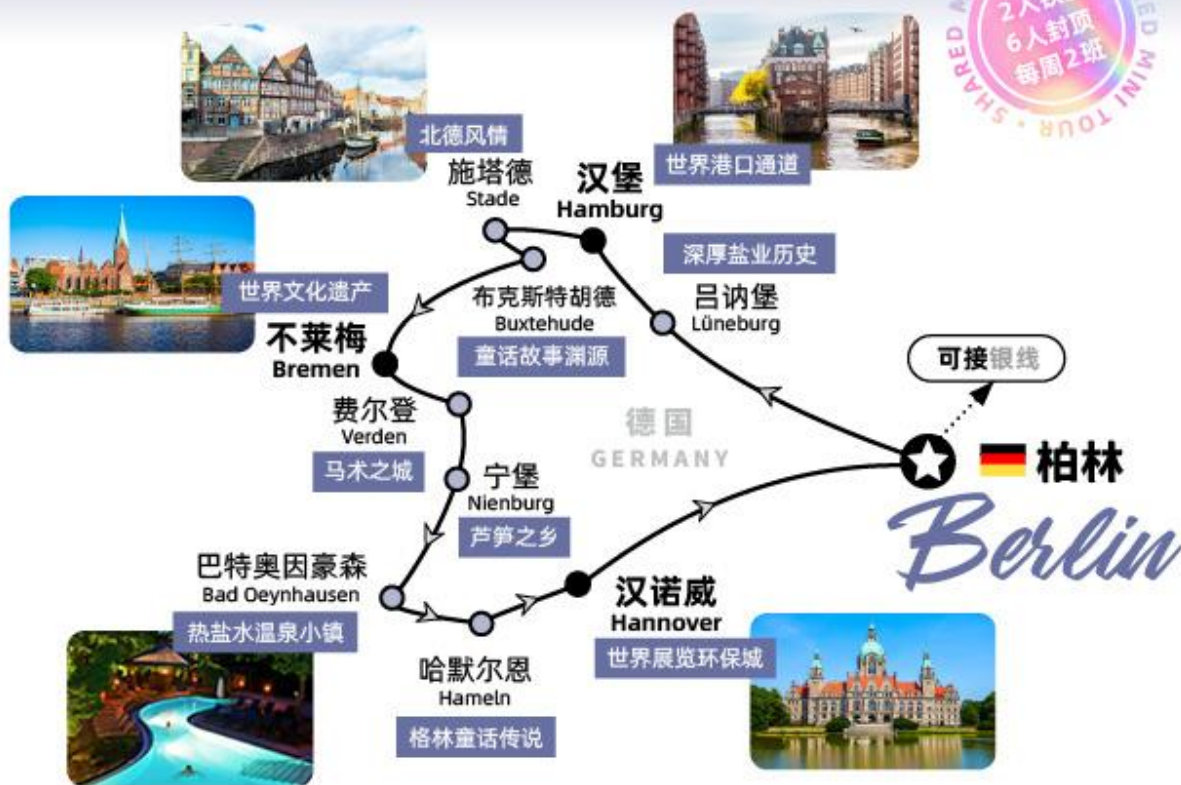 6人封顶
每周2班
SHARED
MINI TOUR
北德风情
施塔德
Stade
汉堡
Hamburg
世界港口通道
深厚盐业历史
吕讷堡
Lüneburg
世界文化遗产
不莱梅
Bremen
布克斯特胡德
Buxtehude
童话故事渊源
可接银线
费尔登
Verden
马术之城
德国
GERMANY
柏林
Berlin
宁堡
Nienburg
芦笋之乡
巴特奥因豪森
Bad Oeynhausen
热盐水温泉小镇
汉诺威
Hannover
世界展览环保城
哈默尔恩
Hameln
格林童话传说